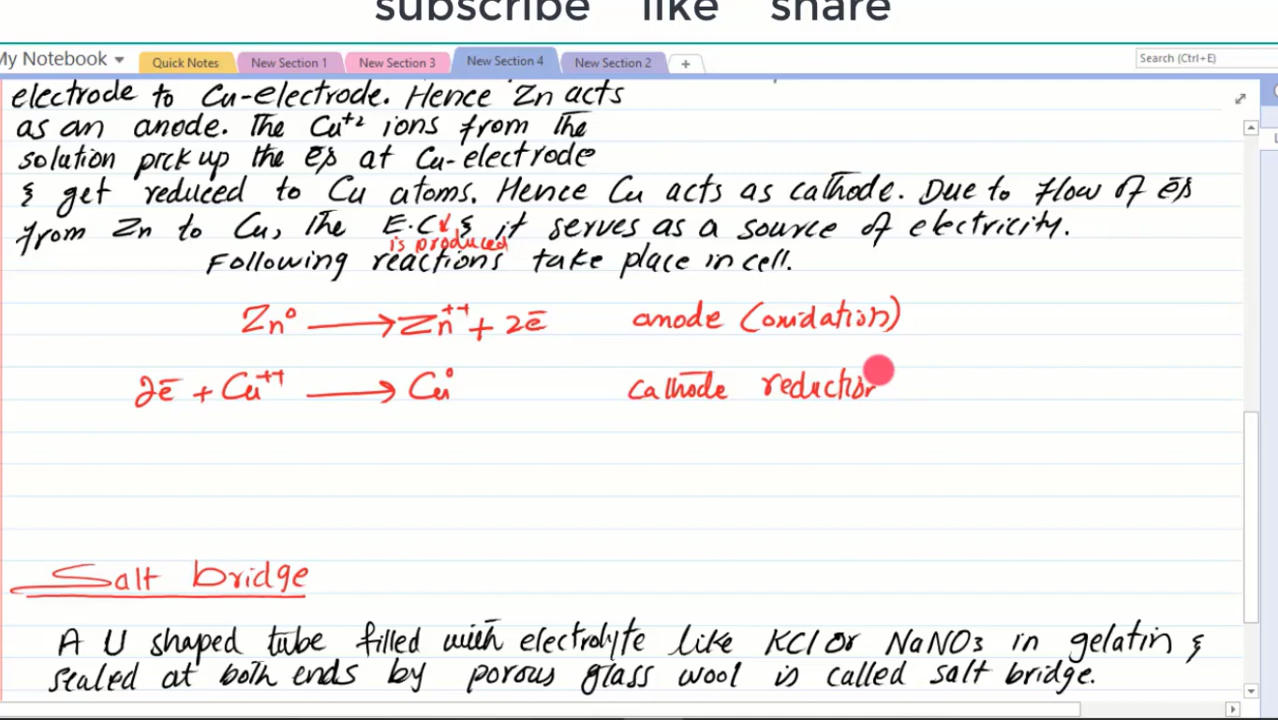 subscribe like share
My Notebook
Quick Notes
New Section 1
New Section 3
New Section 4
New Section 2
+
Search (Ctrl+E)
electrode to Cu-electrode. Hence Zn acts
as an anode. The Cu⁺² ions from the
solution pick up the ēs at Cu-electrode
& get reduced to Cu atoms. Hence Cu acts as cathode. Due to flow of ēs
from Zn to Cu, the E.C & it serves as a source of electricity.
is produced
Following reactions take place in cell.
Zn° ⟶ Zn⁺⁺ + 2ē anode (oxidation)
2ē + Cu⁺⁺ ⟶ Cu° cathode reduction
Salt bridge
A U shaped tube filled with electrolyte like KCl or NaNO₃ in gelatin &
sealed at both ends by porous glass wool is called salt bridge.